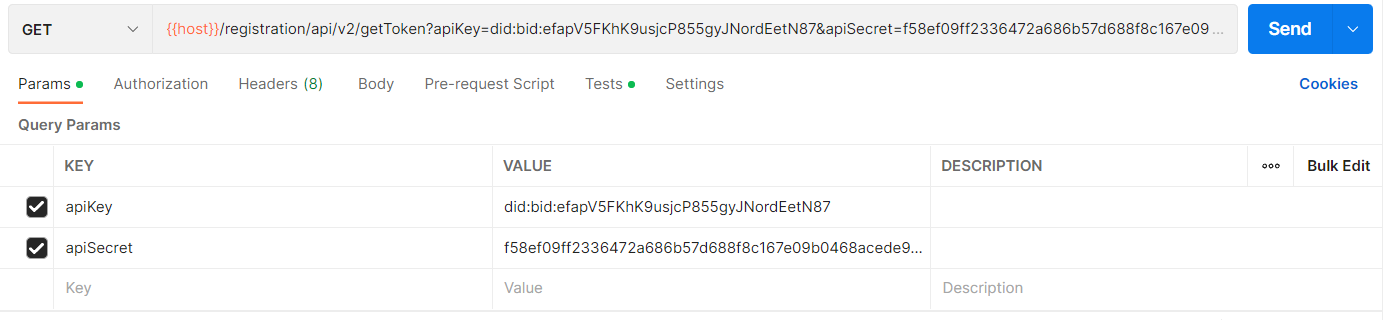 GET {{host}}/registration/api/v2/getToken?apiKey=did:bid:efapV5FKhK9usjcP855gyJNordEetN87&apiSecret=f58ef09ff2336472a686b57d688f8c167e09 ... Send
Params Authorization Headers (8) Body Pre-request Script Tests Settings Cookies
Query Params
KEY VALUE DESCRIPTION ooo Bulk Edit
apiKey did:bid:efapV5FKhK9usjcP855gyJNordEetN87
apiSecret f58ef09ff2336472a686b57d688f8c167e09b0468acede9...
Key Value Description